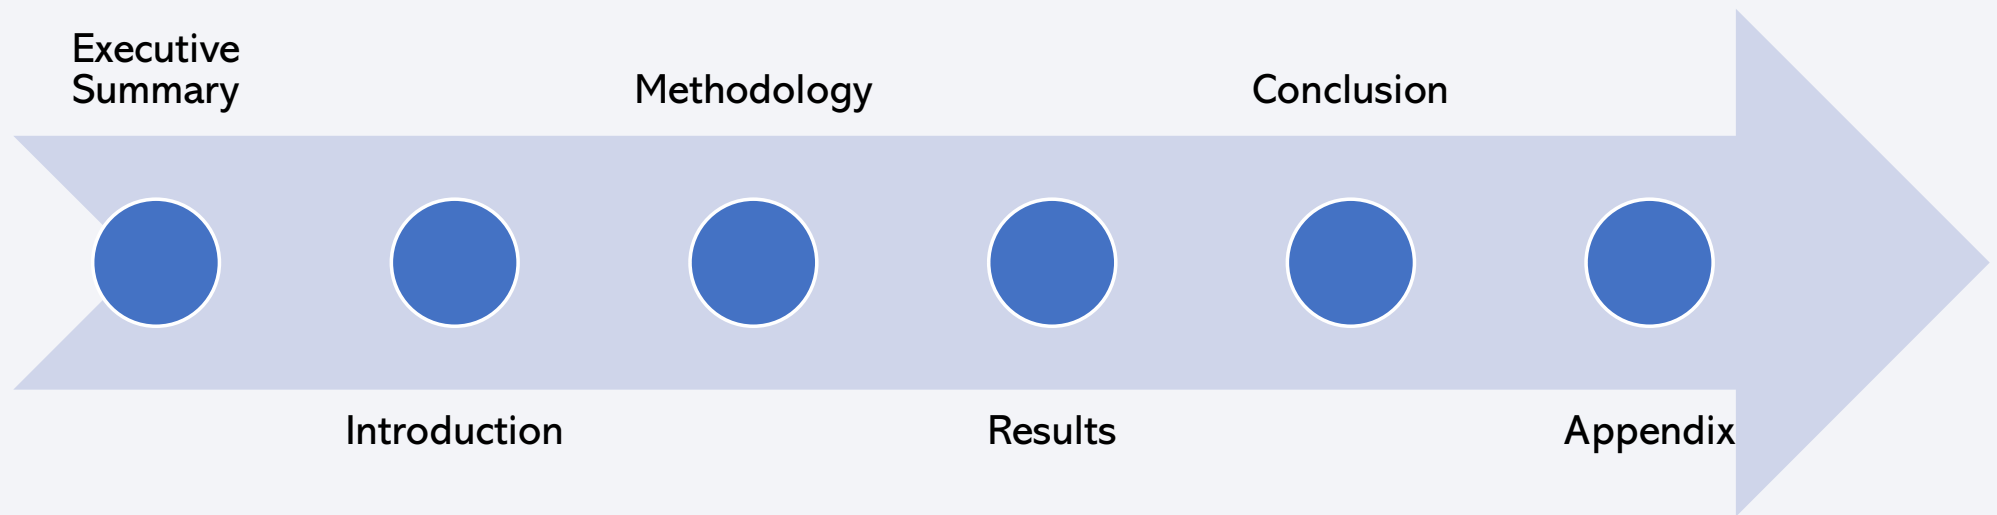 Executive
Summary
Introduction
Methodology
Results
Conclusion
Appendix